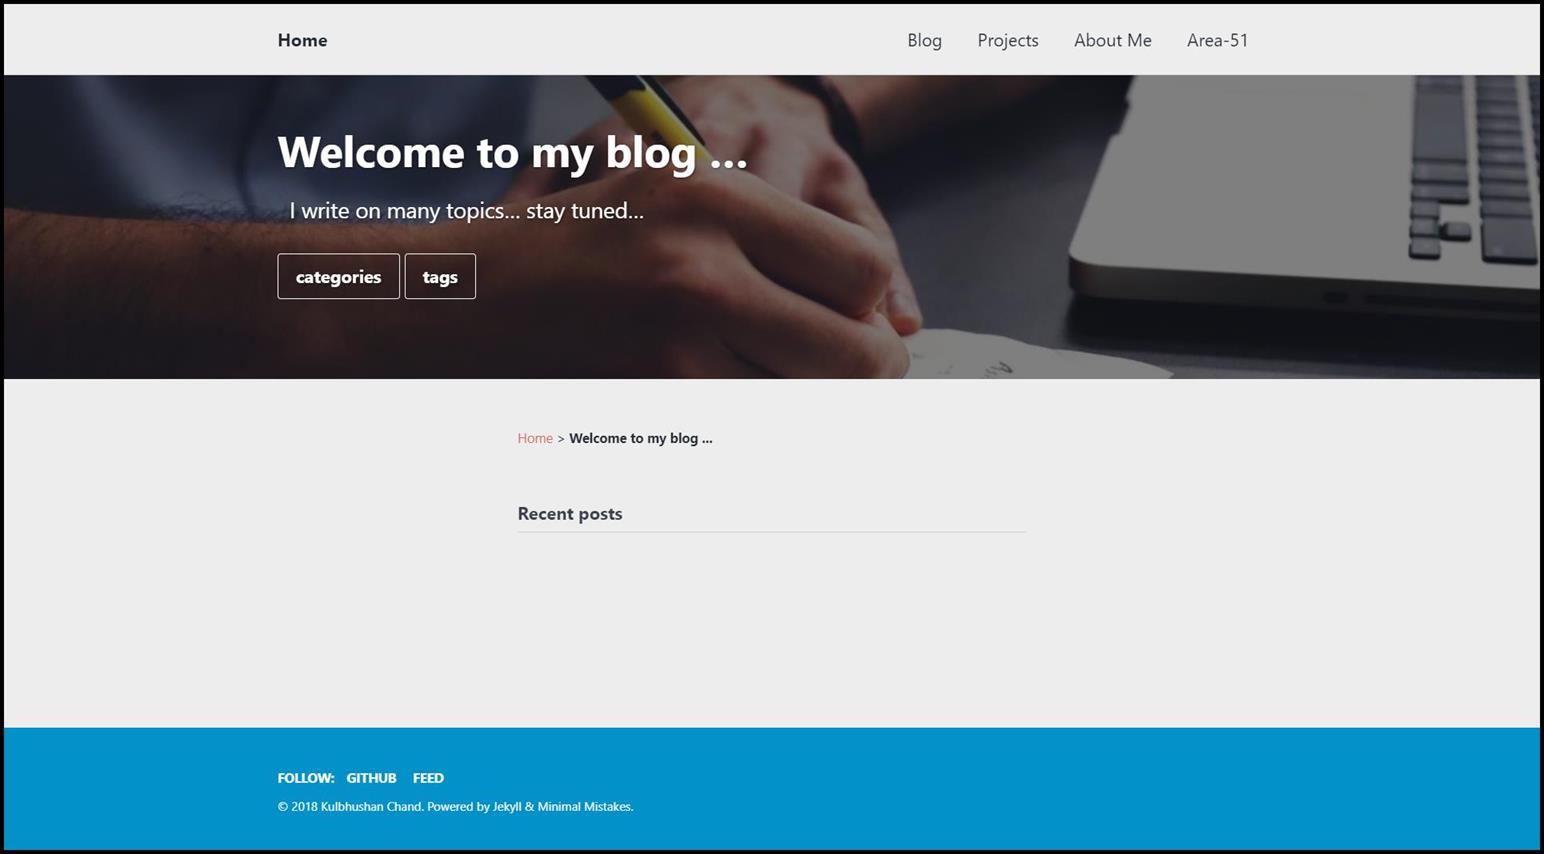 Home Blog Projects About Me Area-51
Welcome to my blog ...
I write on many topics... stay tuned...
categories tags
Home > Welcome to my blog ...
Recent posts
FOLLOW: GITHUB FEED
© 2018 Kulbhushan Chand. Powered by Jekyll & Minimal Mistakes.